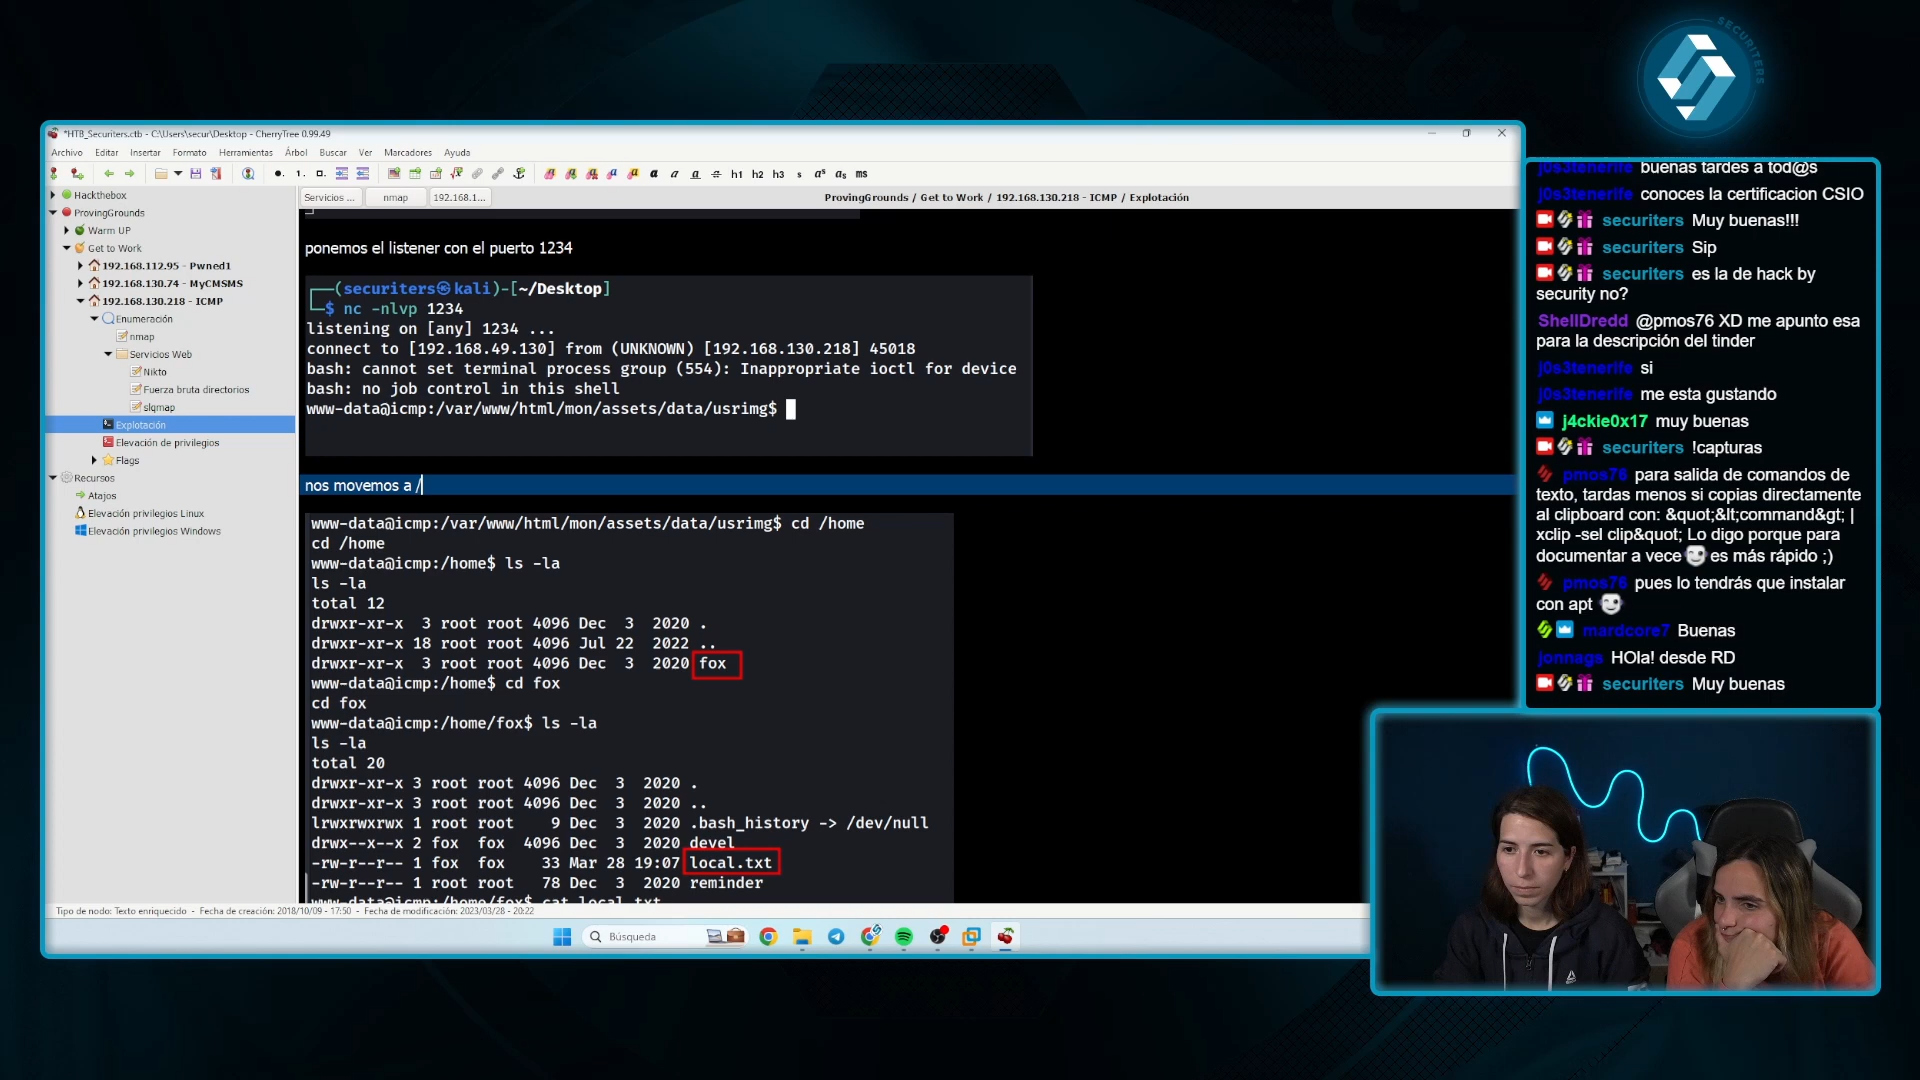 SECURITERS
*HTB_Securiters.ctb - C:\Users\secur\Desktop - CherryTree 0.99.49
Archivo Editar Insertar Formato Herramientas Árbol Buscar Ver Marcadores Ayuda
h1 h2 h3 s ms
Servicios ... nmap 192.168.1... ProvingGrounds / Get to Work / 192.168.130.218 - ICMP / Explotación
Hackthebox
ProvingGrounds
Warm UP
Get to Work
192.168.112.95 - Pwned1
192.168.130.74 - MyCMSMS
192.168.130.218 - ICMP
Enumeración
nmap
Servicios Web
Nikto
Fuerza bruta directorios
slqmap
Explotación
Elevación de privilegios
Flags
Recursos
Atajos
Elevación privilegios Linux
Elevación privilegios Windows
ponemos el listener con el puerto 1234
┌──(securiters㉿kali)-[~/Desktop]
└─$ nc -nlvp 1234
listening on [any] 1234 ...
connect to [192.168.49.130] from (UNKNOWN) [192.168.130.218] 45018
bash: cannot set terminal process group (554): Inappropriate ioctl for device
bash: no job control in this shell
www-data@icmp:/var/www/html/mon/assets/data/usrimg$
nos movemos a /
www-data@icmp:/var/www/html/mon/assets/data/usrimg$ cd /home
cd /home
www-data@icmp:/home$ ls -la
ls -la
total 12
drwxr-xr-x  3 root root 4096 Dec  3  2020 .
drwxr-xr-x 18 root root 4096 Jul 22  2022 ..
drwxr-xr-x  3 root root 4096 Dec  3  2020 fox
www-data@icmp:/home$ cd fox
cd fox
www-data@icmp:/home/fox$ ls -la
ls -la
total 20
drwxr-xr-x 3 root root 4096 Dec  3  2020 .
drwxr-xr-x 3 root root 4096 Dec  3  2020 ..
lrwxrwxrwx 1 root root    9 Dec  3  2020 .bash_history -> /dev/null
drwx--x--x 2 fox  fox  4096 Dec  3  2020 devel
-rw-r--r-- 1 fox  fox    33 Mar 28 19:07 local.txt
-rw-r--r-- 1 root root   78 Dec  3  2020 reminder
www-data@icmp:/home/fox$ cat local.txt
Tipo de nodo: Texto enriquecido - Fecha de creación: 2018/10/09 - 17:50 - Fecha de modificación: 2023/03/28 - 20:22
Búsqueda
j0s3tenerife buenas tardes a tod@s
j0s3tenerife conoces la certificacion CSIO
securiters Muy buenas!!!
securiters Sip
securiters es la de hack by
security no?
ShellDredd @pmos76 XD me apunto esa
para la descripción del tinder
j0s3tenerife si
j0s3tenerife me esta gustando
j4ckie0x17 muy buenas
securiters !capturas
pmos76 para salida de comandos de
texto, tardas menos si copias directamente
al clipboard con: &quot;&lt;command&gt; |
xclip -sel clip&quot; Lo digo porque para
documentar a vece es más rápido ;)
pmos76 pues lo tendrás que instalar
con apt
mardcore7 Buenas
jonnags HOla! desde RD
securiters Muy buenas